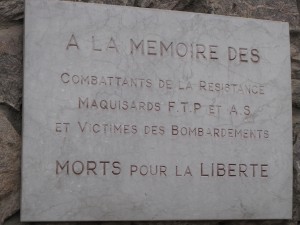 A LA MEMOIRE DES
COMBATTANTS DE LA RESISTANCE
MAQUISARDS F.T.P ET A.S
ET VICTIMES DES BOMBARDEMENTS
MORTS POUR LA LIBERTE